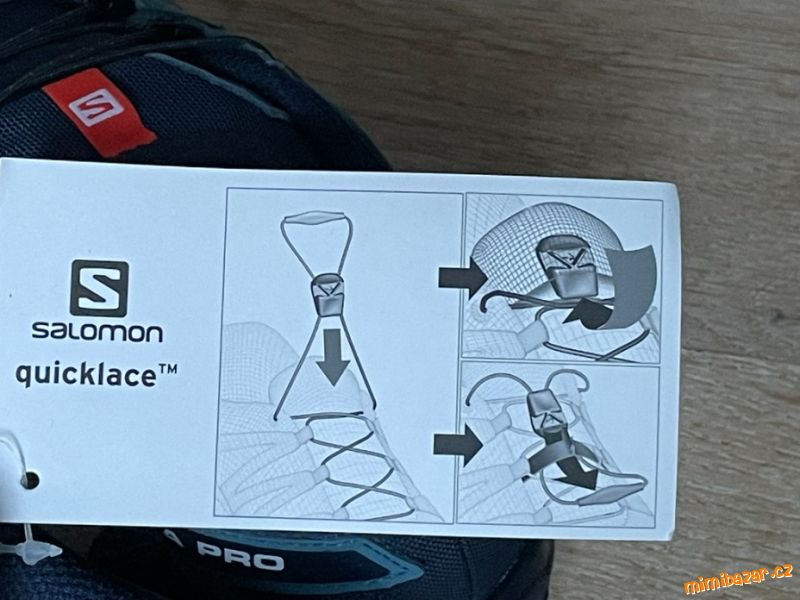 SALOMON
quicklace™
A PRO
mimibazar.cz